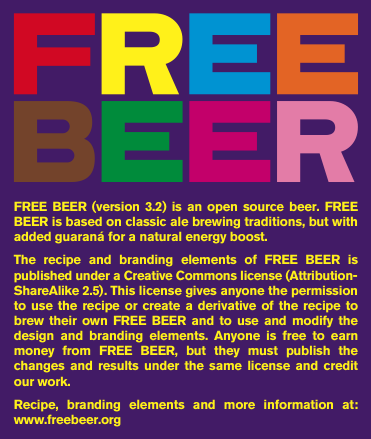 FREE
BEER
FREE BEER (version 3.2) is an open source beer. FREE
BEER is based on classic ale brewing traditions, but with
added guaraná for a natural energy boost.
The recipe and branding elements of FREE BEER is
published under a Creative Commons license (Attribution-
ShareAlike 2.5). This license gives anyone the permission
to use the recipe or create a derivative of the recipe to
brew their own FREE BEER and to use and modify the
design and branding elements. Anyone is free to earn
money from FREE BEER, but they must publish the
changes and results under the same license and credit
our work.
Recipe, branding elements and more information at:
www.freebeer.org